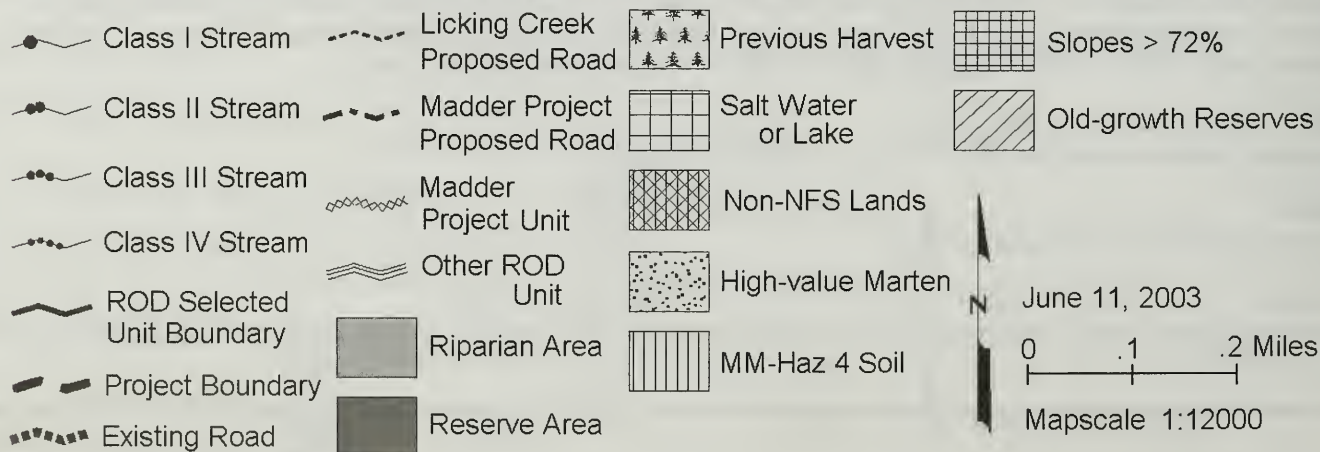 Class I Stream
Class II Stream
Class III Stream
Class IV Stream
ROD Selected
Unit Boundary
Project Boundary
Existing Road
Licking Creek
Proposed Road
Madder Project
Proposed Road
Madder
Project Unit
Other ROD
Unit
Riparian Area
Reserve Area
Previous Harvest
Salt Water
or Lake
Non-NFS Lands
High-value Marten
MM-Haz 4 Soil
Slopes > 72%
Old-growth Reserves
N
June 11, 2003
0 .1 .2 Miles
Mapscale 1:12000